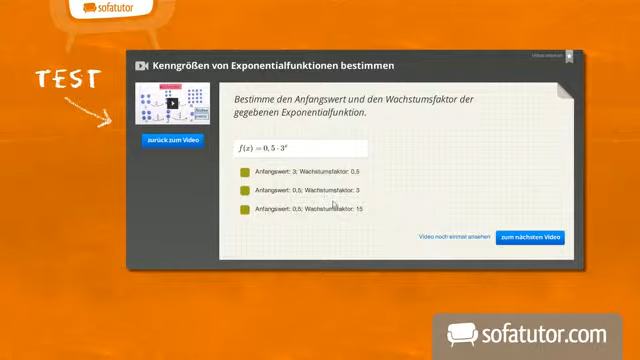 sofatutor
TEST
Kenngrößen von Exponentialfunktionen bestimmen
Bestimme den Anfangswert und den Wachstumsfaktor der
gegebenen Exponentialfunktion.
zurück zum Video
f(x) = 0,5 · 3ˣ
Anfangswert: 3; Wachstumsfaktor: 0,5
Anfangswert: 0,5; Wachstumsfaktor: 3
Anfangswert: 0,5; Wachstumsfaktor: 15
Video noch einmal ansehen
zum nächsten Video
sofatutor.com